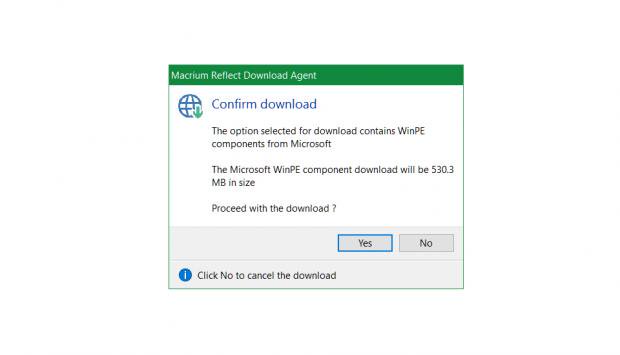 Macrium Reflect Download Agent
Confirm download
The option selected for download contains WinPE
components from Microsoft
The Microsoft WinPE component download will be 530.3
MB in size
Proceed with the download ?
Yes
No
Click No to cancel the download